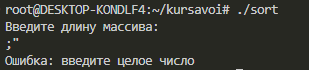 root@DESKTOP-KONDLF4:~/kursavoi# ./sort
Введите длину массива:
;"
Ошибка: введите целое число